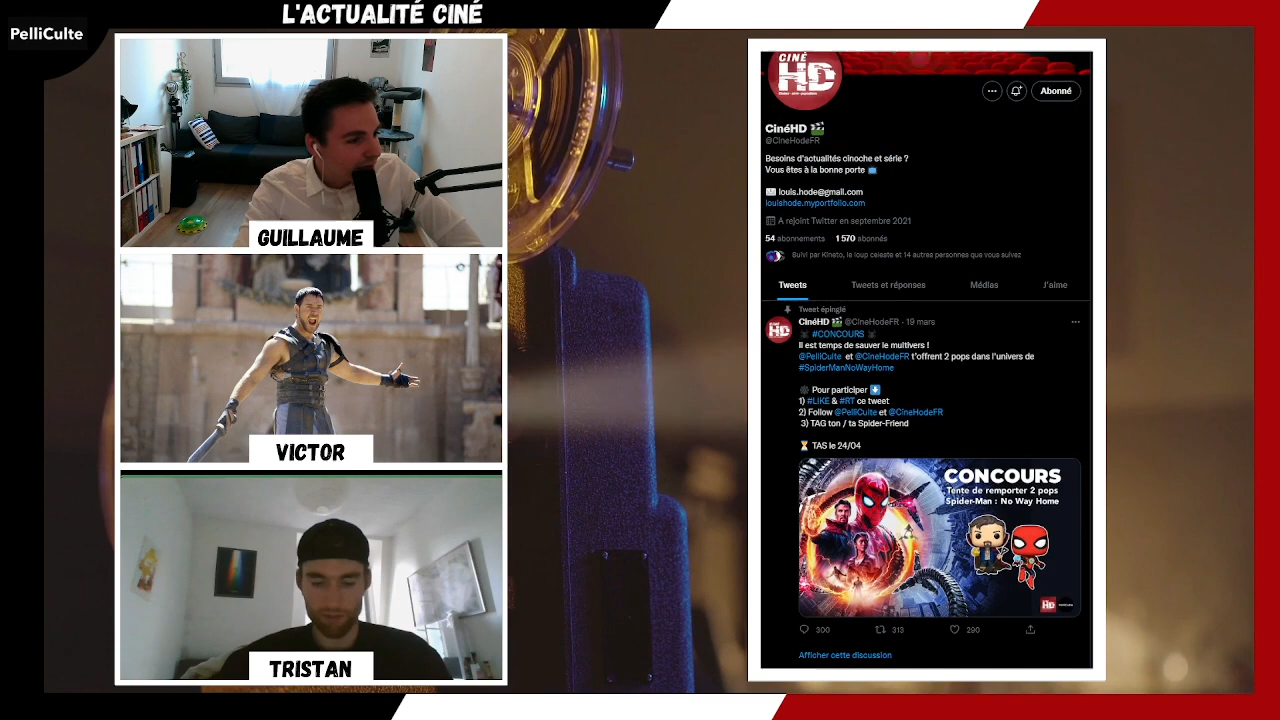 L'ACTUALITÉ CINÉ
PelliCulte
GUILLAUME
VICTOR
TRISTAN
CINÉ
HD
Abonné
CinéHD
@CineHodeFR
Besoins d'actualités cinoche et série ?
Vous êtes à la bonne porte
louis.hode@gmail.com
louishode.myportfolio.com
A rejoint Twitter en septembre 2021
54 abonnements 1 570 abonnés
Suivi par Kineto, le loup celeste et 14 autres personnes que vous suivez
Tweets Tweets et réponses Médias J'aime
Tweet épinglé
CinéHD @CineHodeFR · 19 mars
#CONCOURS
Il est temps de sauver le multivers !
@PelliCulte et @CineHodeFR t'offrent 2 pops dans l'univers de
#SpiderManNoWayHome
Pour participer
1) #LIKE & #RT ce tweet
2) Follow @PelliCulte et @CineHodeFR
3) TAG ton / ta Spider-Friend
TAS le 24/04
CONCOURS
Tente de remporter 2 pops
Spider-Man : No Way Home
HD
300 313 290
Afficher cette discussion